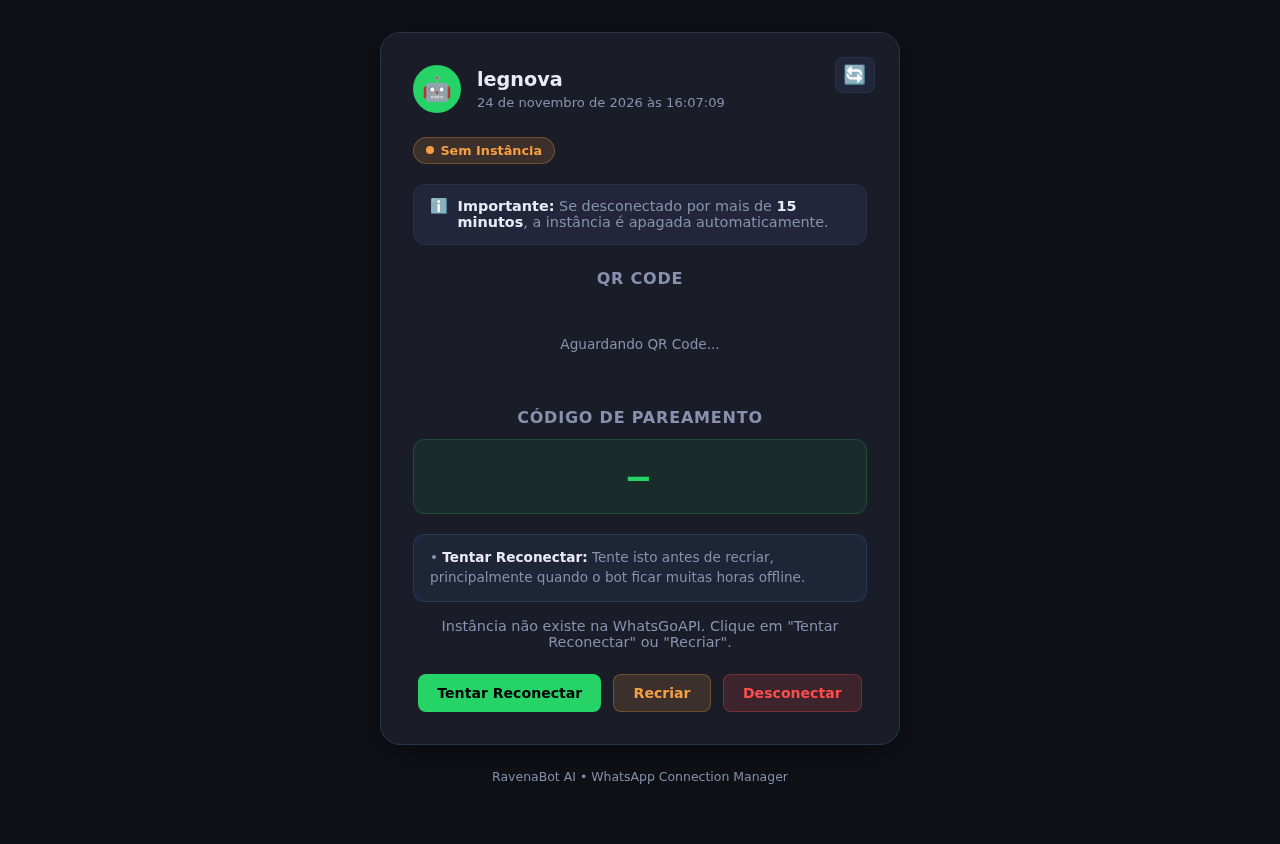 legnova
24 de novembro de 2026 às 16:07:09
Sem Instância
Importante: Se desconectado por mais de 15
minutos, a instância é apagada automaticamente.
QR CODE
Aguardando QR Code...
CÓDIGO DE PAREAMENTO
—
• Tentar Reconectar: Tente isto antes de recriar,
principalmente quando o bot ficar muitas horas offline.
Instância não existe na WhatsGoAPI. Clique em "Tentar
Reconectar" ou "Recriar".
Tentar Reconectar
Recriar
Desconectar
RavenaBot AI • WhatsApp Connection Manager